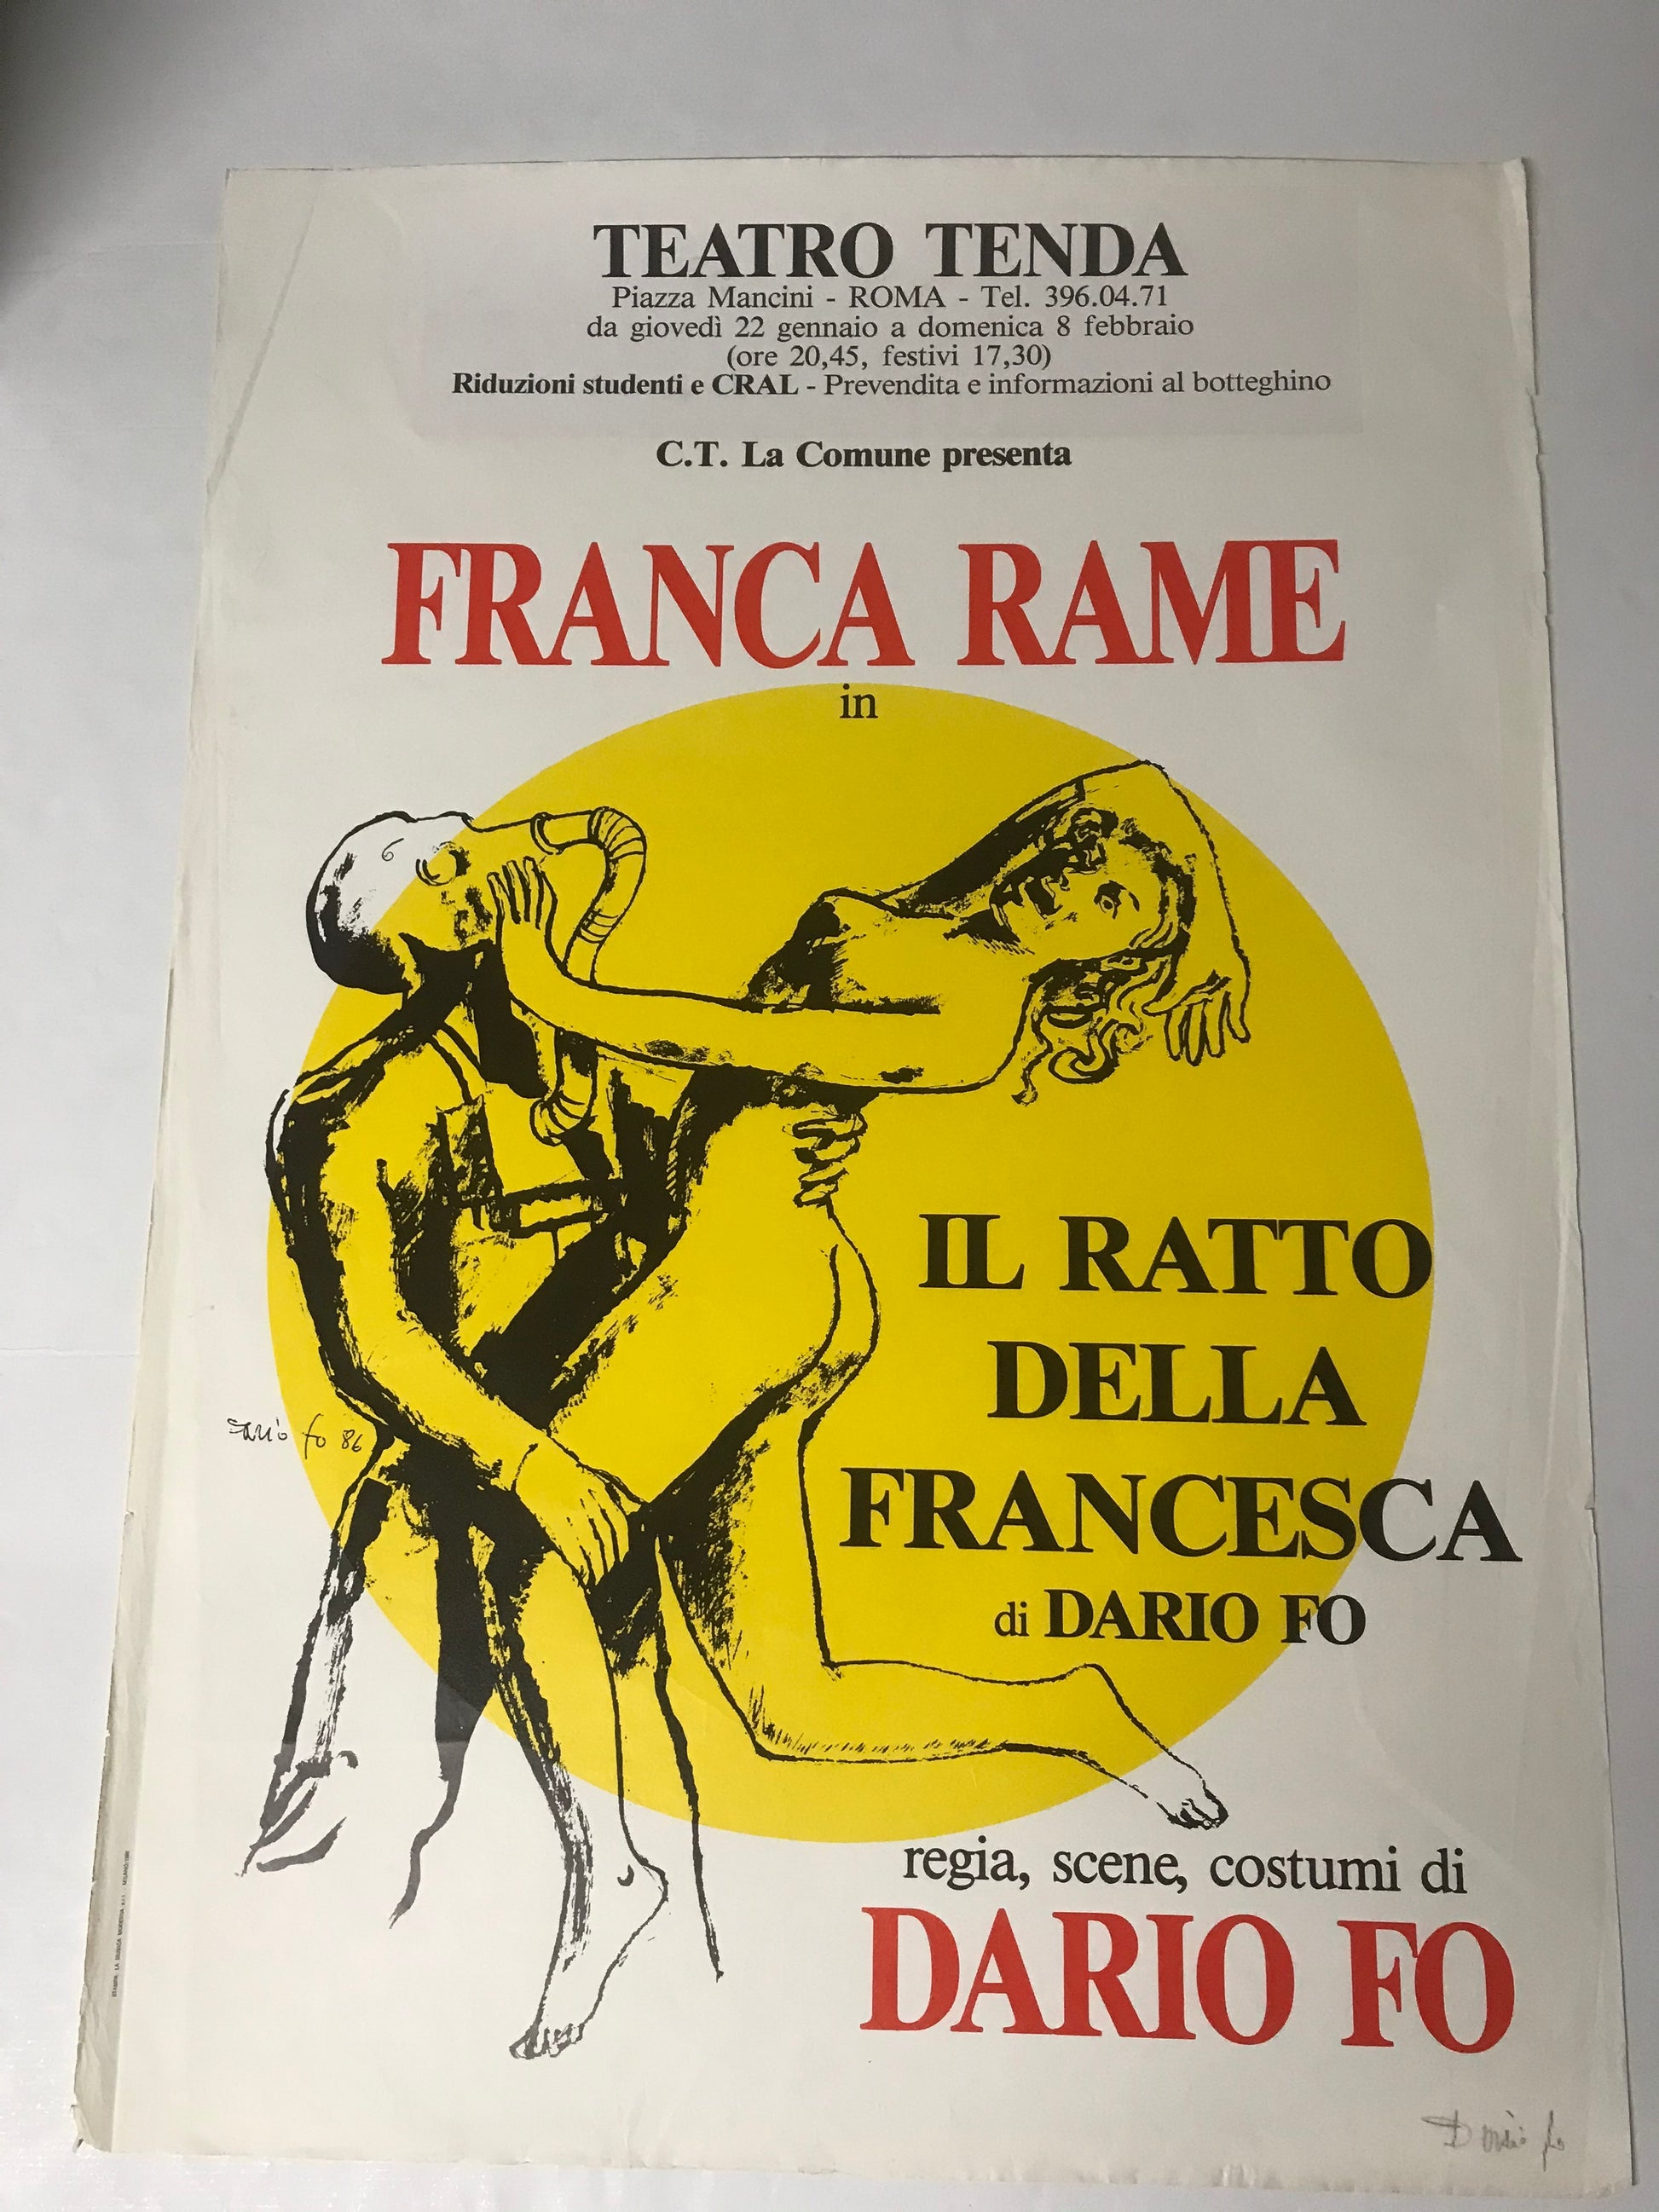 TEATRO TENDA
Piazza Mancini - ROMA - Tel. 396.04.71
da giovedì 22 gennaio a domenica 8 febbraio
(ore 20,45, festivi 17,30)
Riduzioni studenti e CRAL - Prevendita e informazioni al botteghino
C.T. La Comune presenta
FRANCA RAME
in
IL RATTO
DELLA
FRANCESCA
di DARIO FO
Dario fo 86
regia, scene, costumi di
DARIO FO
Dario fo